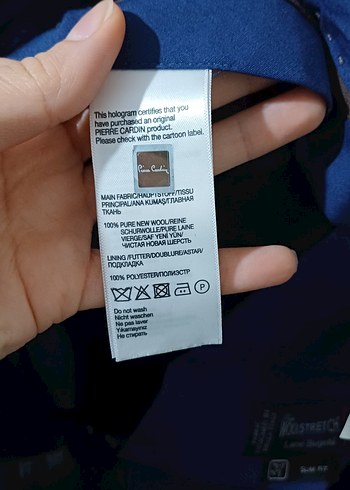 This hologram certifies that you
have purchased an original
PIERRE CARDIN product.
Please check with the cartoon label.
Pierre Cardin
MAIN FABRIC/HAUPTSTOFF/TISSU
PRINCIPAL/ANA KUMAŞ/ГЛАВНАЯ
ТКАНЬ
100% PURE NEW WOOL/REINE
SCHURWOLLE/PURE LAINE
VIERGE/SAF YENİ YÜN/
ЧИСТАЯ НОВАЯ ШЕРСТЬ
LINING /FUTTER/DOUBLURE/ASTAR/
ПОДКЛАДКА
100% POLYESTER/ПОЛИЭСТР
P
Do not wash
Nicht waschen
Ne pas laver
Yıkamayınız
Не стирать